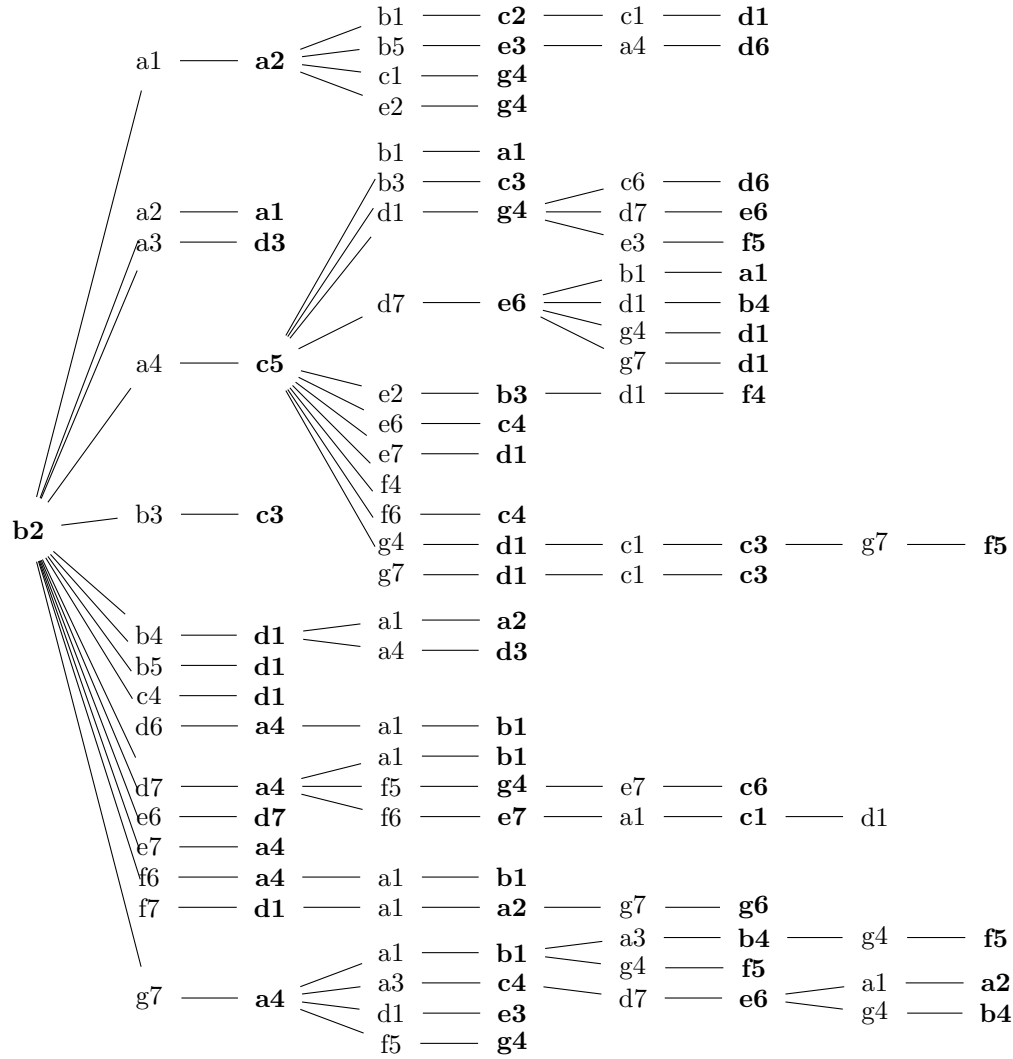 b1 c2 c1 d1
b5 e3 a4 d6
a1 a2
c1 g4
e2 g4
b1 a1
b3 c3 c6 d6
a2 a1 d1 g4 d7 e6
a3 d3 e3 f5
b1 a1
d7 e6 d1 b4
g4 d1
a4 c5 g7 d1
e2 b3 d1 f4
e6 c4
e7 d1
f4
b3 c3 f6 c4
b2
g4 d1 c1 c3 g7 f5
g7 d1 c1 c3
a1 a2
b4 d1
a4 d3
b5 d1
c4 d1
d6 a4 a1 b1
a1 b1
d7 a4 f5 g4 e7 c6
e6 d7 f6 e7 a1 c1 d1
e7 a4
f6 a4 a1 b1
f7 d1 a1 a2 g7 g6
a3 b4 g4 f5
a1 b1
g4 f5
a3 c4 a1 a2
g7 a4 d7 e6
d1 e3 g4 b4
f5 g4